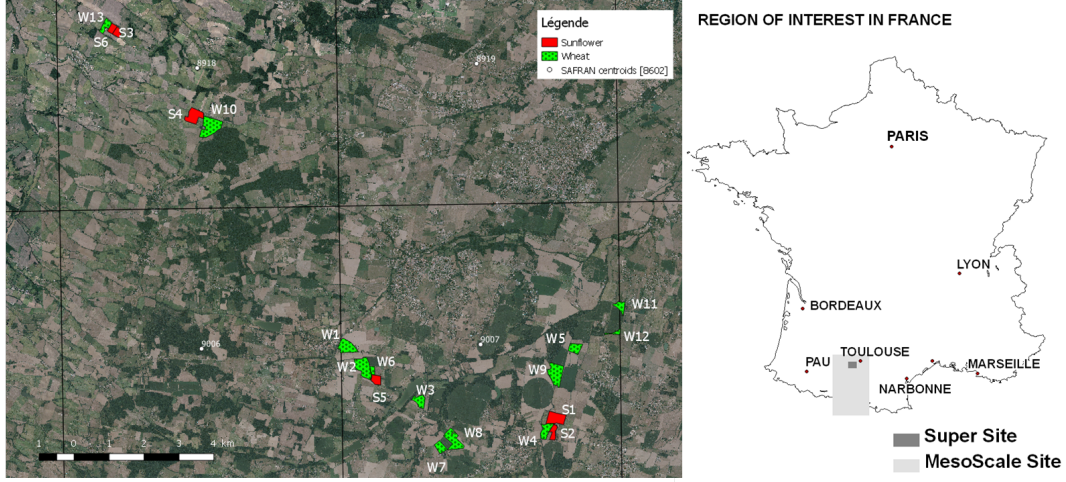 W13
S3
S6
8918
S4
W10
8919
Légende
Sunflower
Wheat
SAFRAN centroids [8602]
9006
W1
W2
W6
S5
W3
W8
W7
9007
W5
W9
S1
W4
S2
W11
W12
1 0 1 2 3 4 km
REGION OF INTEREST IN FRANCE
PARIS
LYON
BORDEAUX
PAU
TOULOUSE
MARSEILLE
NARBONNE
Super Site
MesoScale Site